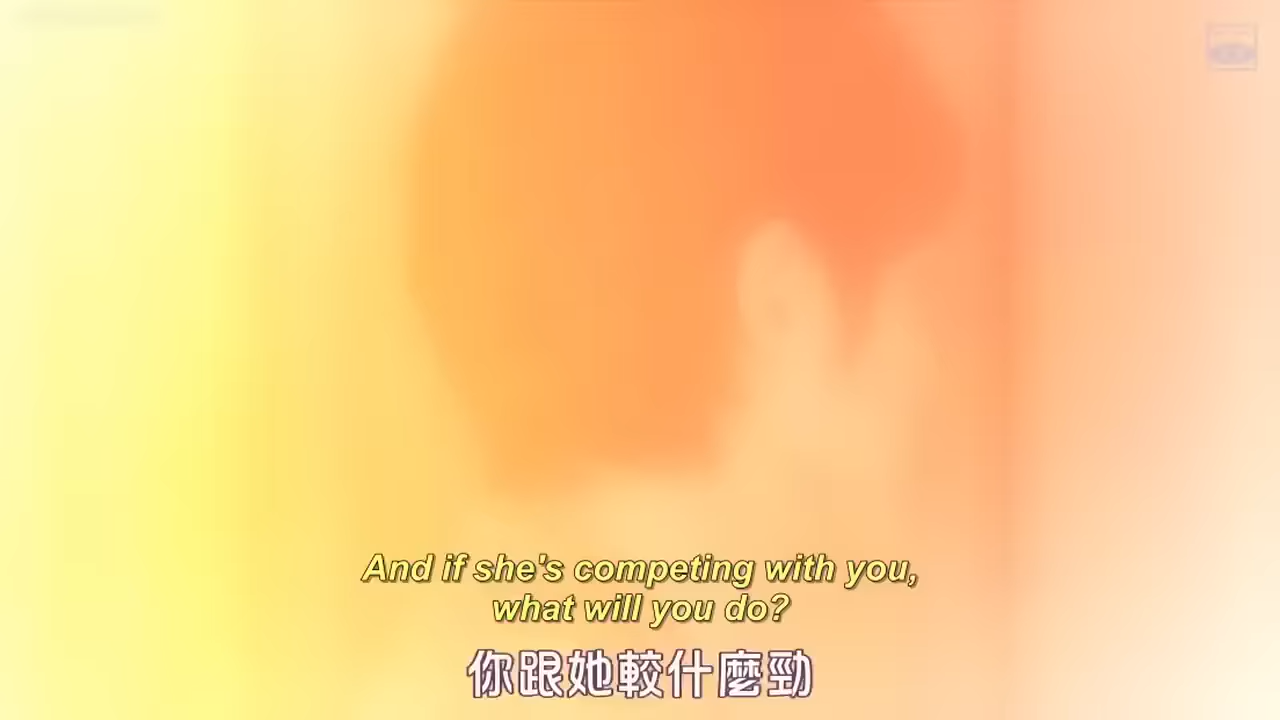 And if she's competing with you,
what will you do?
你跟她較什麼勁